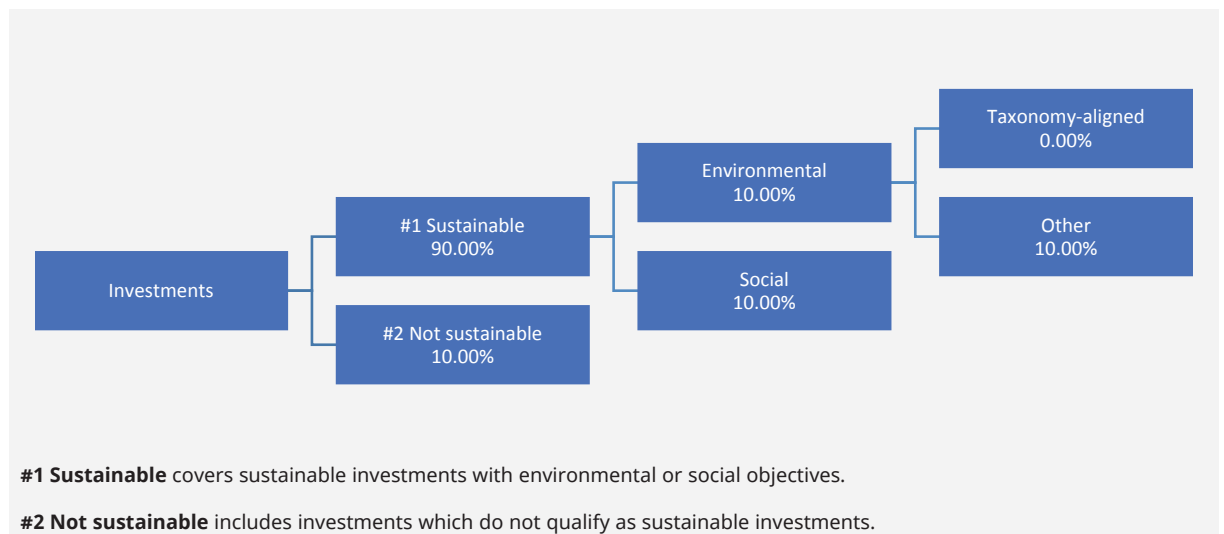 Investments
#1 Sustainable
90.00%
#2 Not sustainable
10.00%
Environmental
10.00%
Social
10.00%
Taxonomy-aligned
0.00%
Other
10.00%
#1 Sustainable covers sustainable investments with environmental or social objectives.
#2 Not sustainable includes investments which do not qualify as sustainable investments.